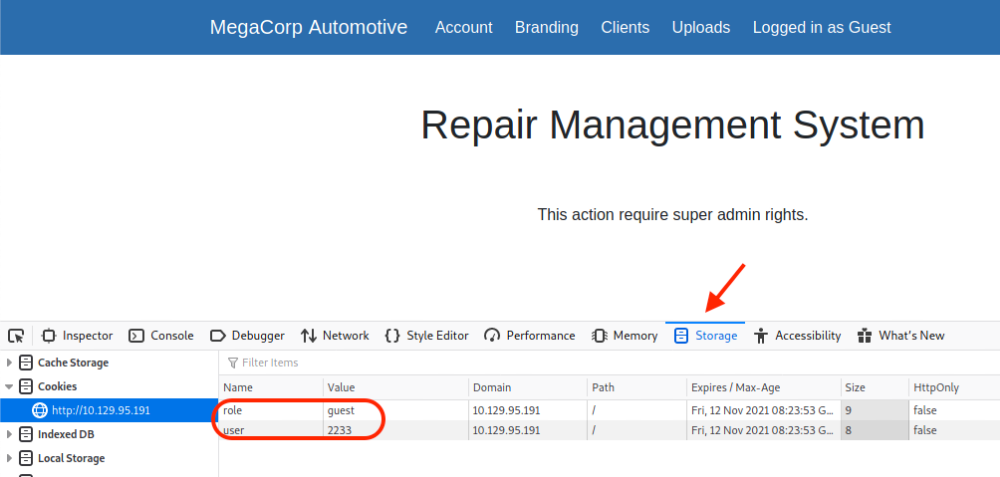 MegaCorp Automotive Account Branding Clients Uploads Logged in as Guest
Repair Management System
This action require super admin rights.
Inspector Console Debugger Network Style Editor Performance Memory Storage Accessibility What's New
Cache Storage
Filter Items
Cookies
Name Value Domain Path Expires / Max-Age Size HttpOnly
http://10.129.95.191
role guest 10.129.95.191 / Fri, 12 Nov 2021 08:23:53 G... 9 false
user 2233 10.129.95.191 / Fri, 12 Nov 2021 08:23:53 G... 8 false
Indexed DB
Local Storage